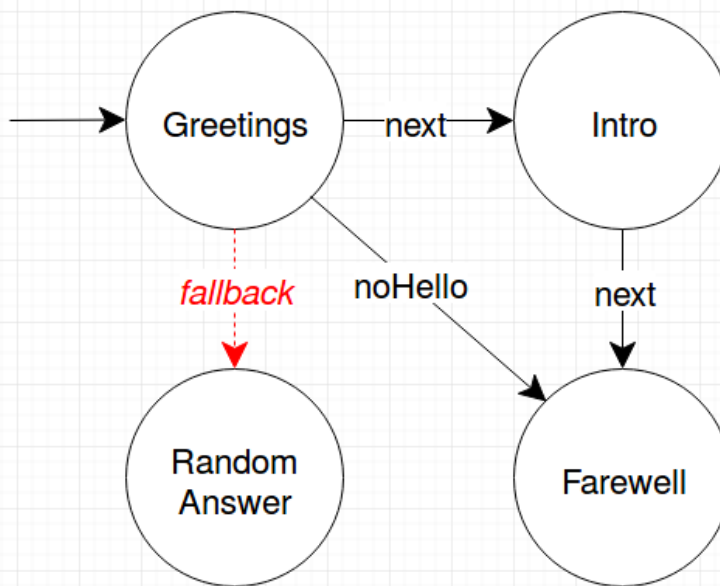 Greetings
next
Intro
fallback
noHello
next
Random
Answer
Farewell